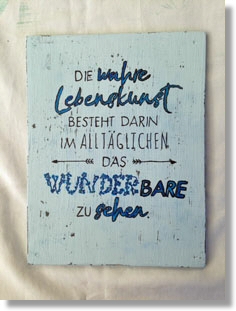 DIE wahre
Lebenskunst
BESTEHT DARIN
IM ALLTÄGLICHEN
DAS
WUNDERBARE
ZU sehen.